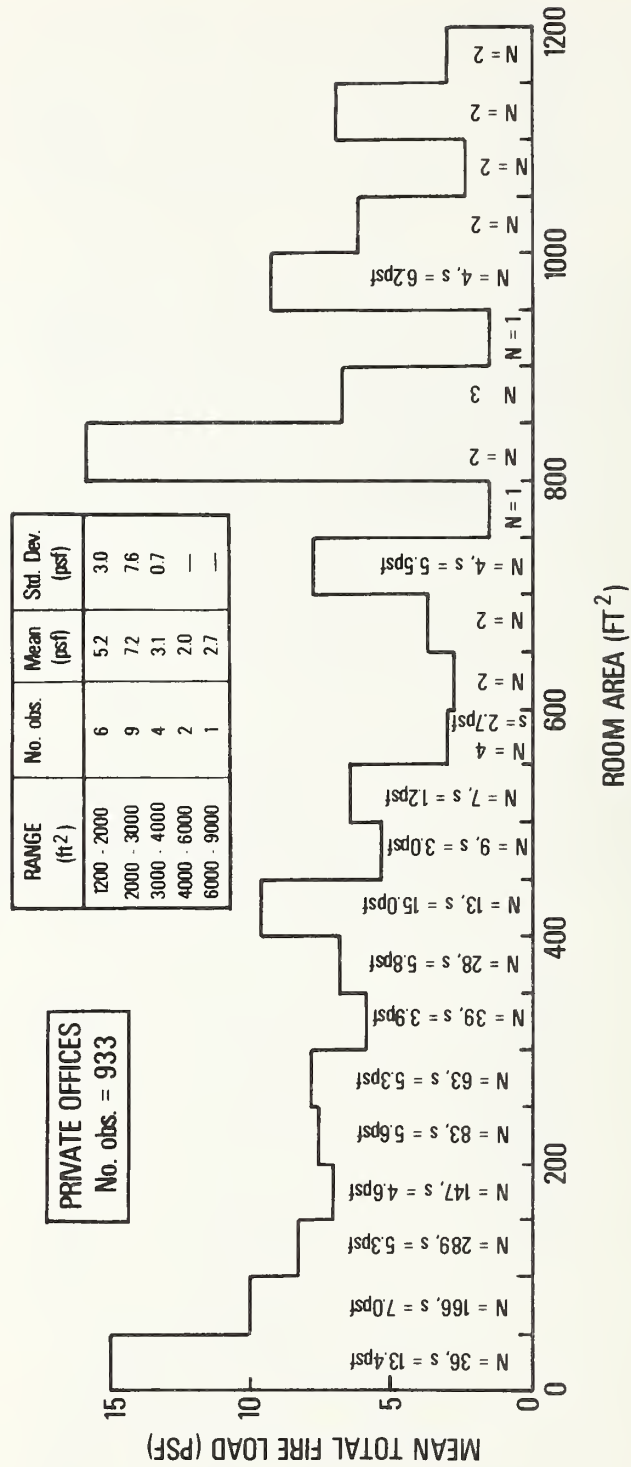 PRIVATE OFFICES
No. obs. = 933
RANGE (ft²) No. obs. Mean (psf) Std. Dev. (psf)
1200 - 2000 6 5.2 3.0
2000 - 3000 9 7.2 7.6
3000 - 4000 4 3.1 0.7
4000 - 6000 2 2.0 —
6000 - 9000 1 2.7 —
MEAN TOTAL FIRE LOAD (PSF)
15
10
5
0
N = 36, s = 13.4psf
N = 166, s = 7.0psf
N = 289, s = 5.3psf
N = 147, s = 4.6psf
N = 83, s = 5.6psf
N = 63, s = 5.3psf
N = 39, s = 3.9psf
N = 28, s = 5.8psf
N = 13, s = 15.0psf
N = 9, s = 3.0psf
N = 7, s = 1.2psf
N = 4
s = 2.7psf
N = 2
N = 2
N = 4, s = 5.5psf
N = 1
N = 2
N 3
N = 1
N = 4, s = 6.2psf
N = 2
N = 2
N = 2
N = 2
0 200 400 600 800 1000 1200
ROOM AREA (FT²)